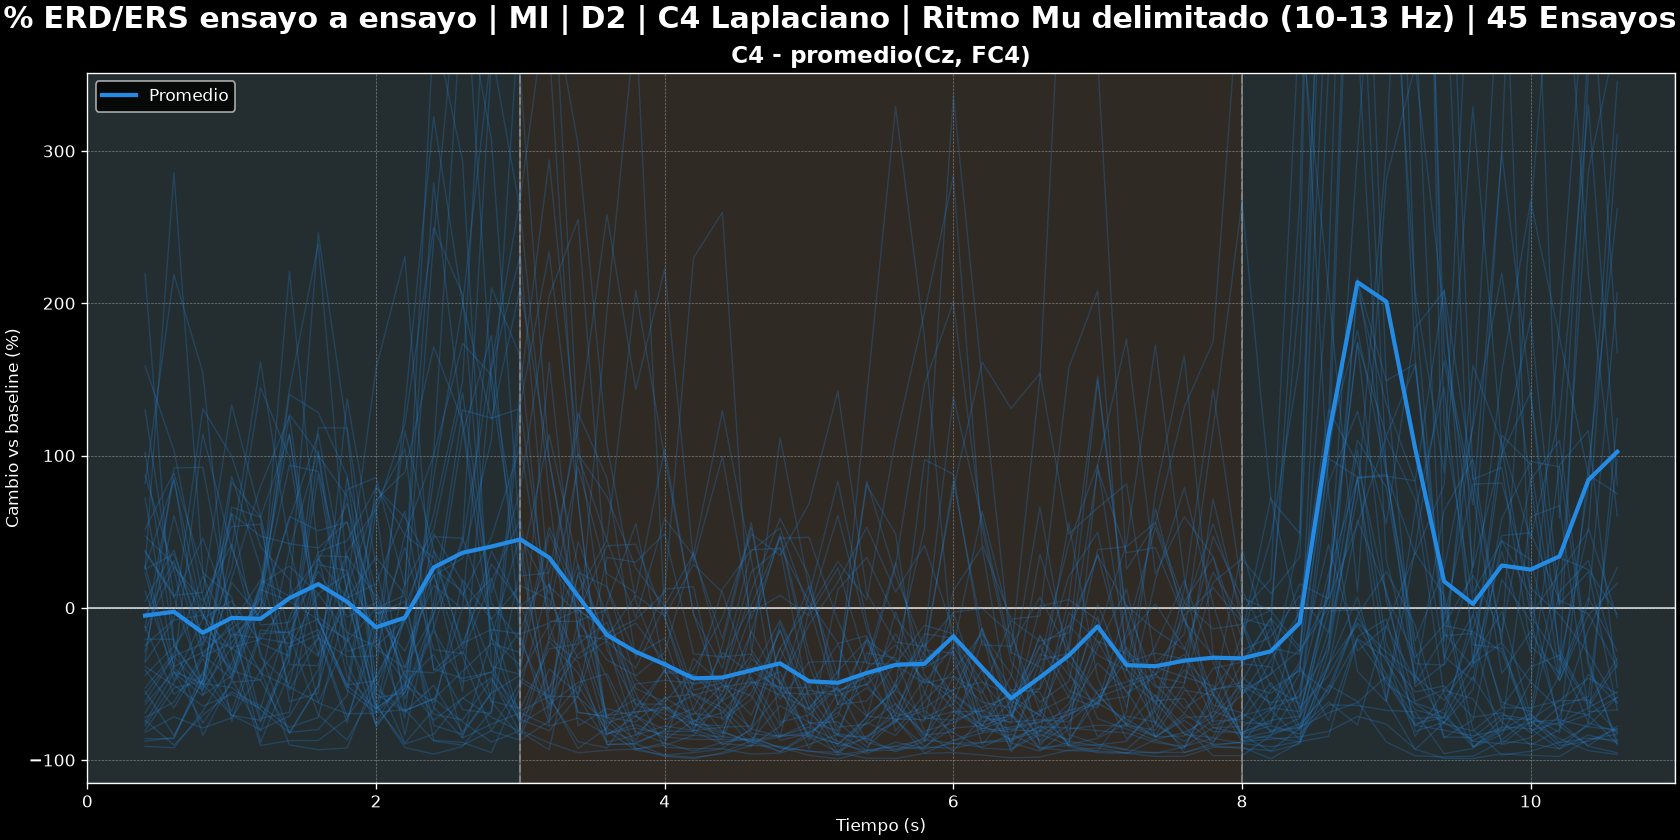 % ERD/ERS ensayo a ensayo | MI | D2 | C4 Laplaciano | Ritmo Mu delimitado (10-13 Hz) | 45 Ensayos
C4 - promedio(Cz, FC4)
Promedio
Cambio vs baseline (%)
300
200
100
0
−100
0 2 4 6 8 10
Tiempo (s)